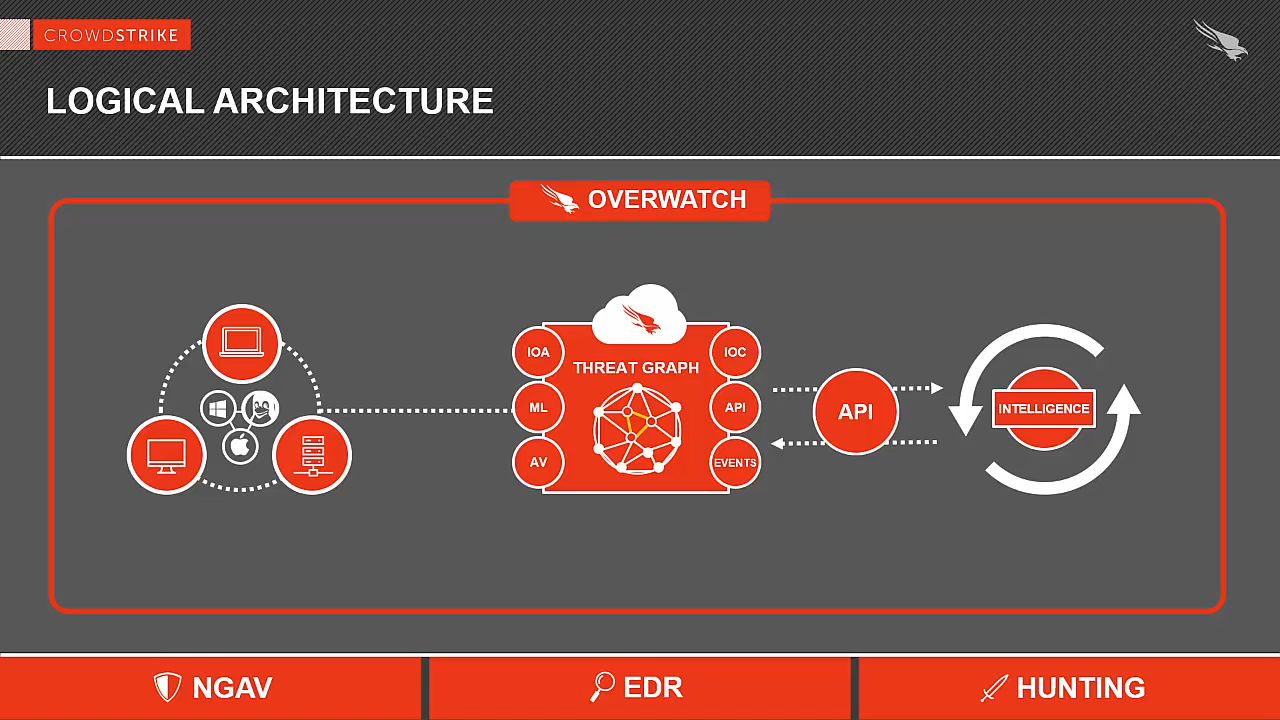 CROWDSTRIKE
LOGICAL ARCHITECTURE
OVERWATCH
IOA
ML
AV
THREAT GRAPH
IOC
API
EVENTS
API
INTELLIGENCE
NGAV
EDR
HUNTING